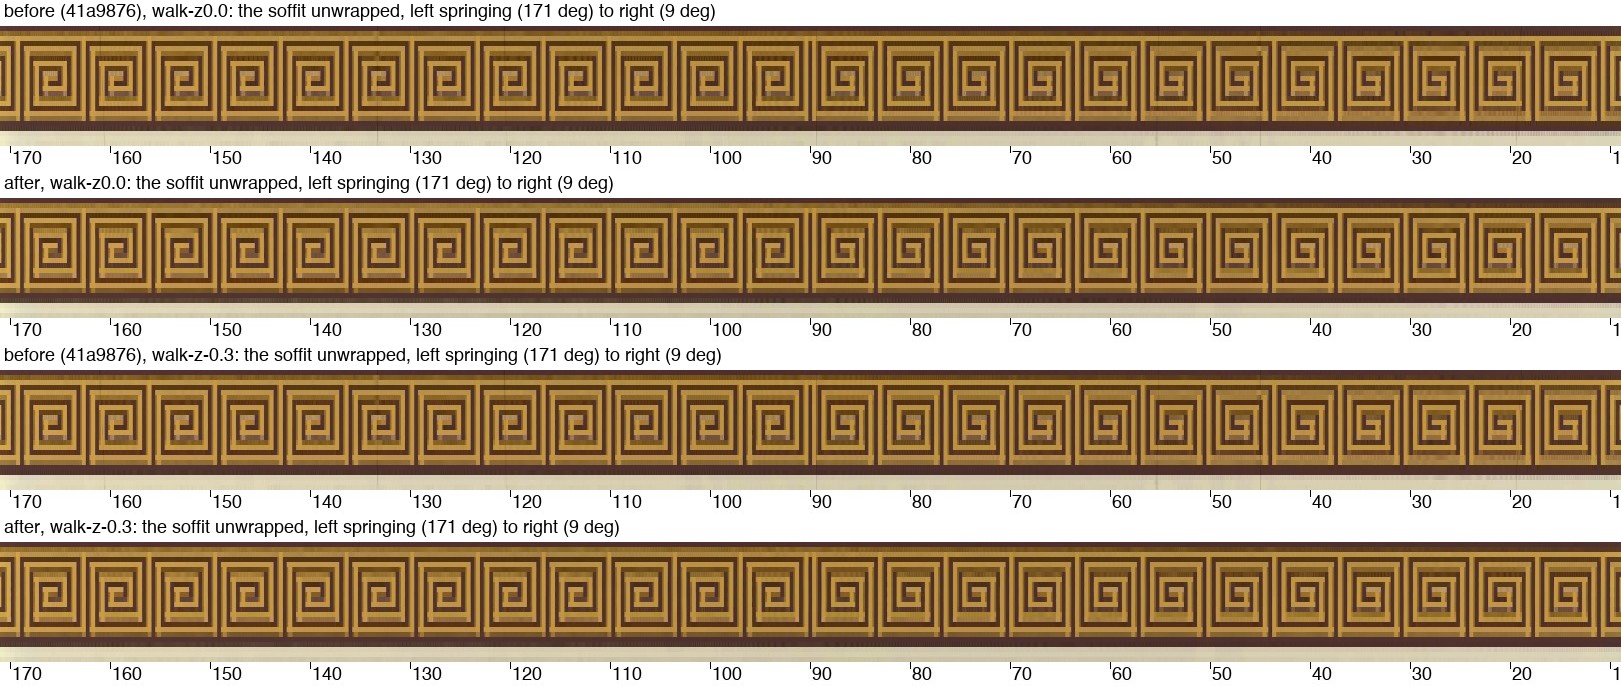 before (41a9876), walk-z0.0: the soffit unwrapped, left springing (171 deg) to right (9 deg)
170 160 150 140 130 120 110 100 90 80 70 60 50 40 30 20 1
after, walk-z0.0: the soffit unwrapped, left springing (171 deg) to right (9 deg)
170 160 150 140 130 120 110 100 90 80 70 60 50 40 30 20 1
before (41a9876), walk-z-0.3: the soffit unwrapped, left springing (171 deg) to right (9 deg)
170 160 150 140 130 120 110 100 90 80 70 60 50 40 30 20 1
after, walk-z-0.3: the soffit unwrapped, left springing (171 deg) to right (9 deg)
170 160 150 140 130 120 110 100 90 80 70 60 50 40 30 20 1